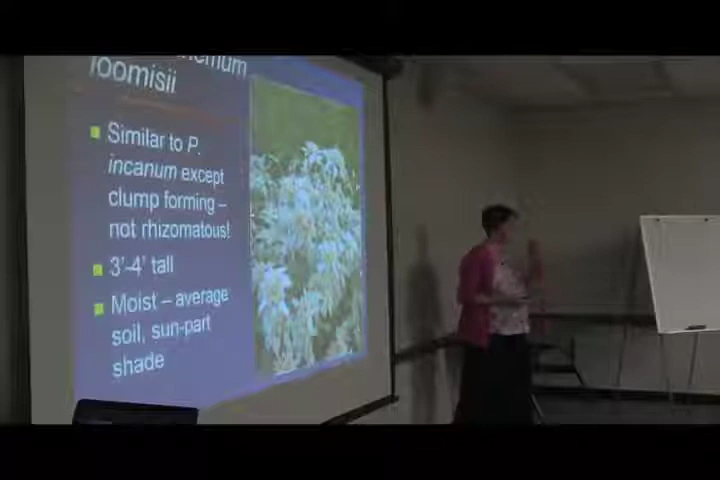 loomisii
Similar to P.
incanum except
clump forming –
not rhizomatous!
3'-4' tall
Moist – average
soil, sun-part
shade